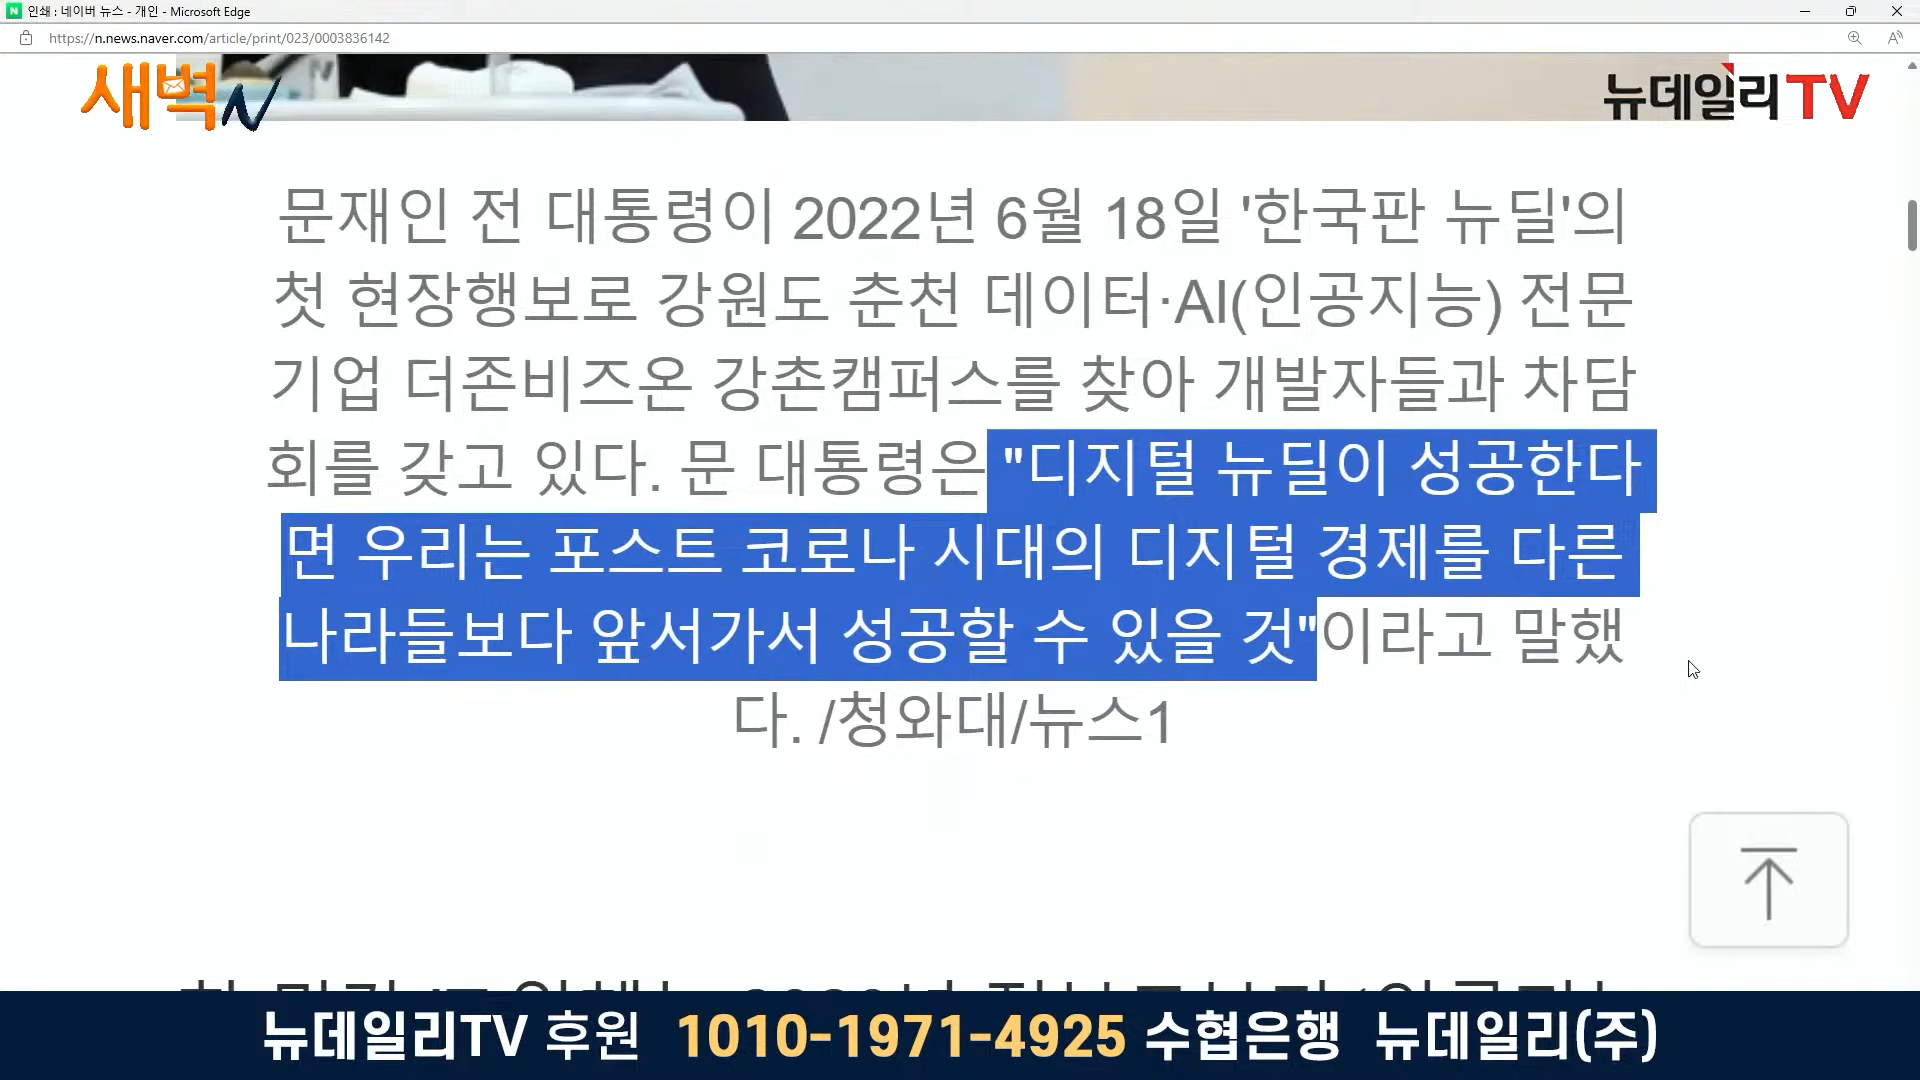 인쇄 : 네이버 뉴스 - 개인 - Microsoft Edge
https://n.news.naver.com/article/print/023/0003836142
새벽N
뉴데일리TV
문재인 전 대통령이 2022년 6월 18일 '한국판 뉴딜'의
첫 현장행보로 강원도 춘천 데이터·AI(인공지능) 전문
기업 더존비즈온 강촌캠퍼스를 찾아 개발자들과 차담
회를 갖고 있다. 문 대통령은 "디지털 뉴딜이 성공한다
면 우리는 포스트 코로나 시대의 디지털 경제를 다른
나라들보다 앞서가서 성공할 수 있을 것"이라고 말했
다. /청와대/뉴스1
뉴데일리TV 후원 1010-1971-4925 수협은행 뉴데일리(주)